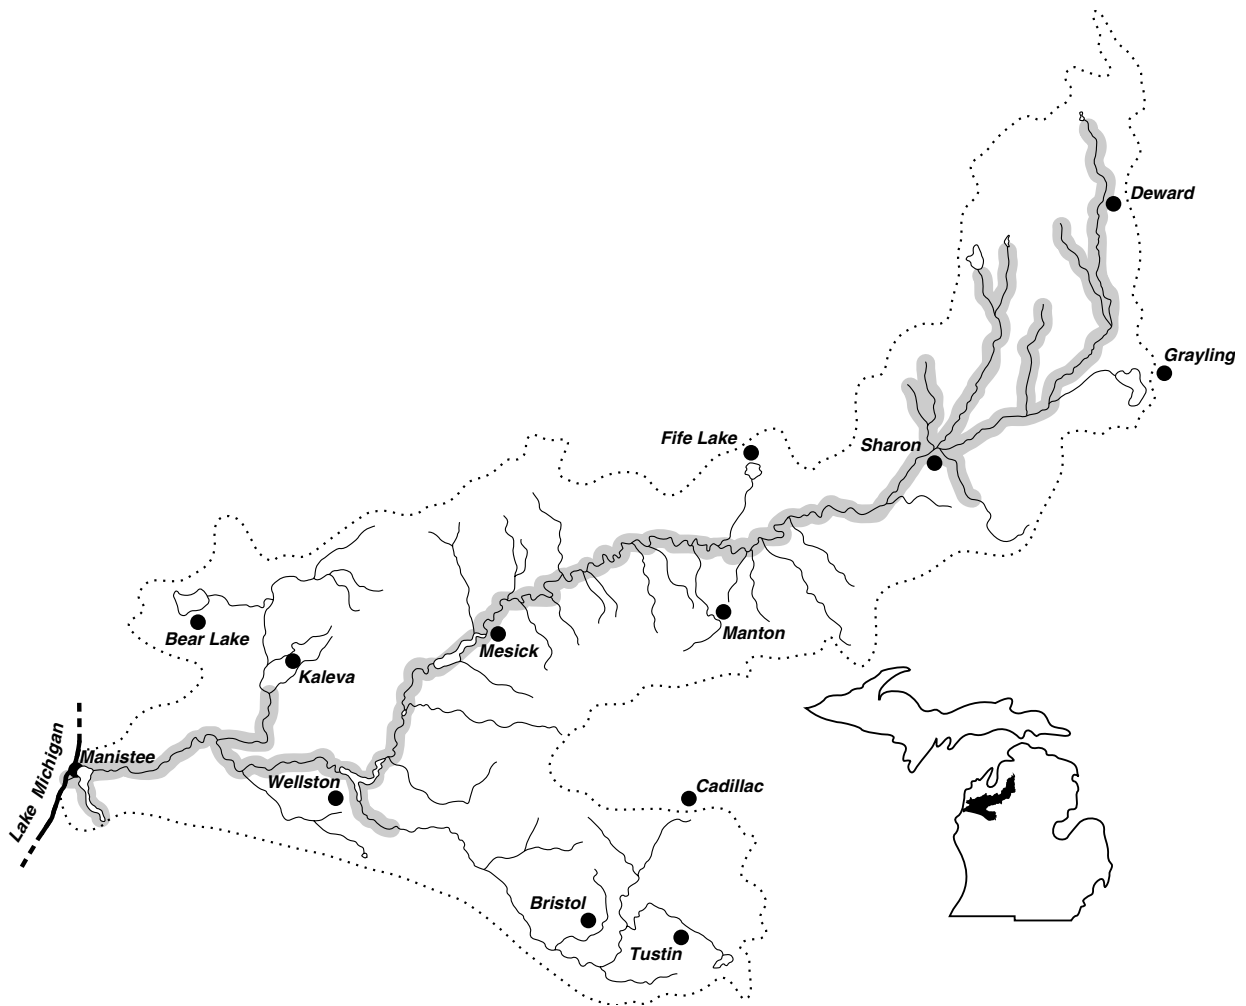 Deward
Grayling
Fife Lake
Sharon
Bear Lake
Manton
Mesick
Kaleva
Lake Michigan
Manistee
Wellston
Cadillac
Bristol
Tustin